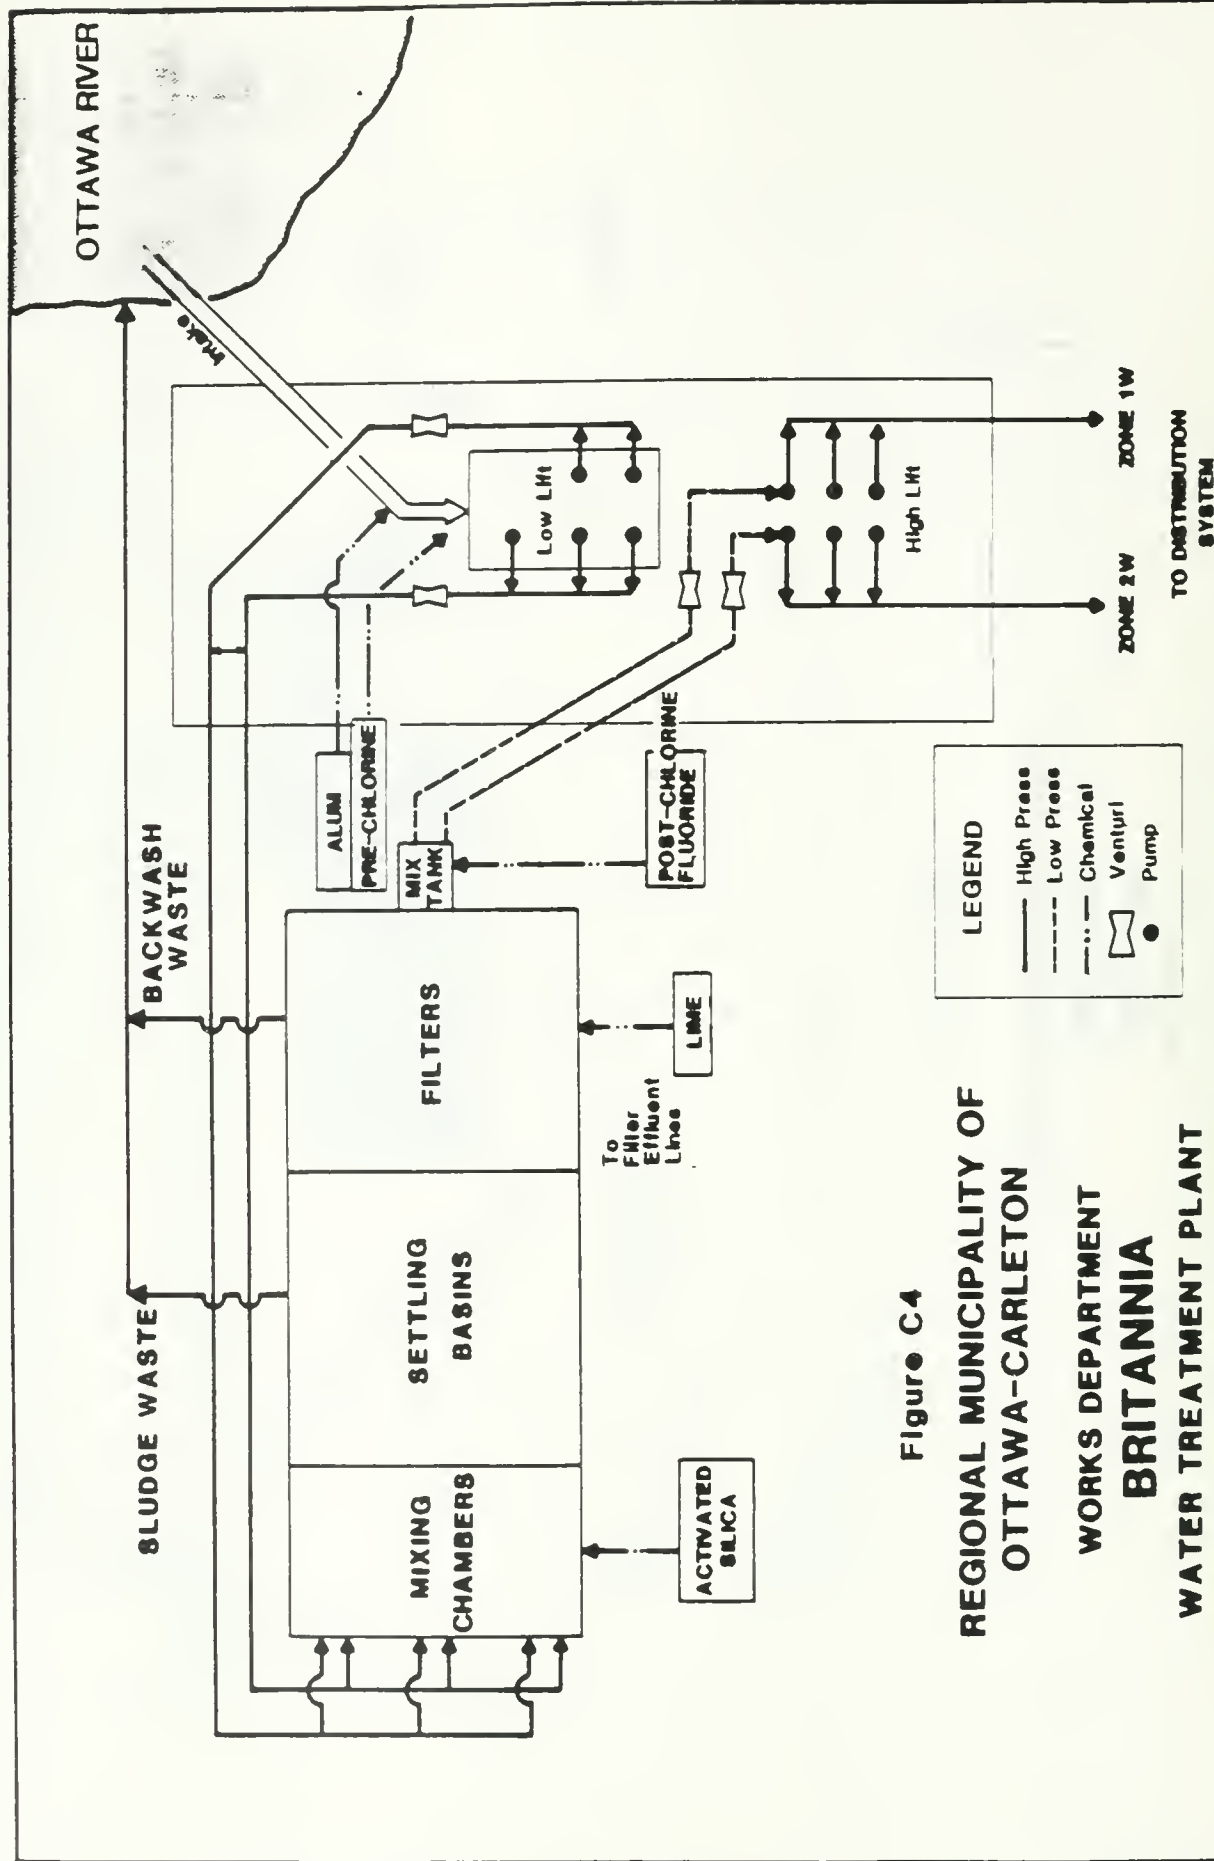 OTTAWA RIVER
Intake
BACKWASH
WASTE
SLUDGE WASTE
ALUM
PRE-CHLORINE
Low Lift
High Lift
MIX
TANK
POST-CHLORINE
FLUORIDE
FILTERS
SETTLING
BASINS
MIXING
CHAMBERS
LIME
To
Filter
Effluent
Lines
ACTIVATED
SILICA
ZONE 1W
ZONE 2W
TO DISTRIBUTION
SYSTEM
LEGEND
High Press
Low Press
Chemical
Venturi
Pump
Figure C4
REGIONAL MUNICIPALITY OF
OTTAWA-CARLETON
WORKS DEPARTMENT
BRITANNIA
WATER TREATMENT PLANT